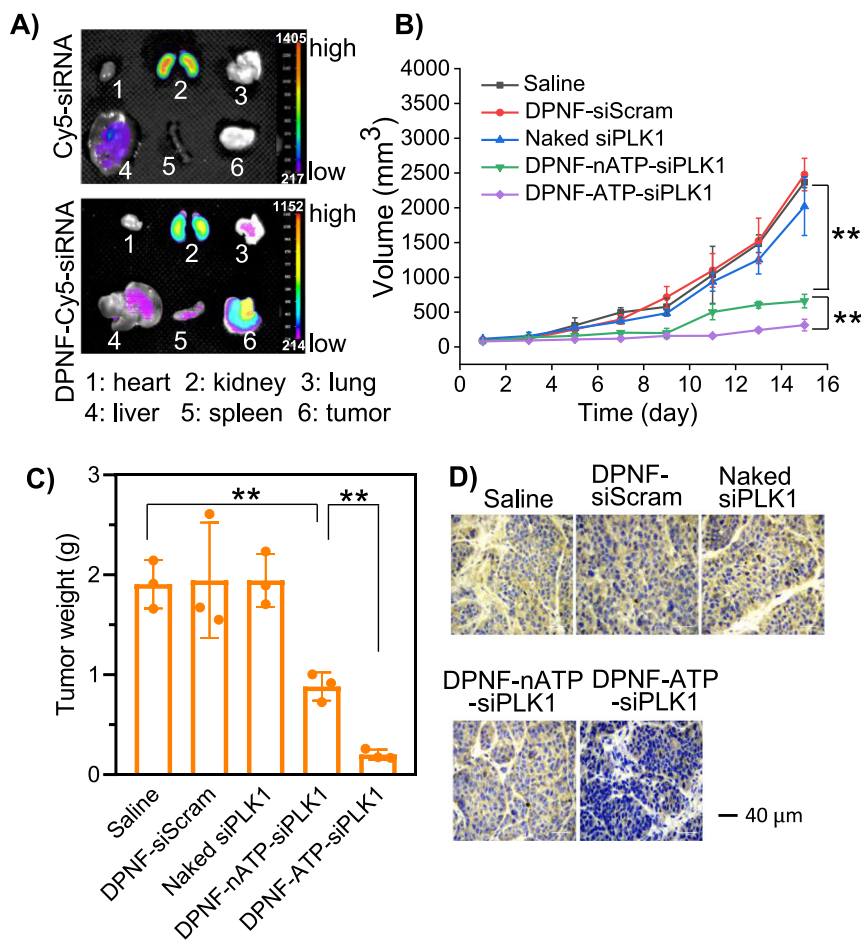 A)
Cy5-siRNA
1405
high
1
2
3
4
5
6
217
low
DPNF-Cy5-siRNA
1152
high
1
2
3
4
5
6
214
low
1: heart 2: kidney 3: lung
4: liver 5: spleen 6: tumor
B)
Volume (mm³)
4000
3500
3000
2500
2000
1500
1000
500
0
Saline
DPNF-siScram
Naked siPLK1
DPNF-nATP-siPLK1
DPNF-ATP-siPLK1
**
**
0 2 4 6 8 10 12 14 16
Time (day)
C)
Tumor weight (g)
3
2
1
0
** **
Saline
DPNF-siScram
Naked siPLK1
DPNF-nATP-siPLK1
DPNF-ATP-siPLK1
D)
Saline
DPNF-
siScram
Naked
siPLK1
DPNF-nATP
-siPLK1
DPNF-ATP
-siPLK1
40 μm